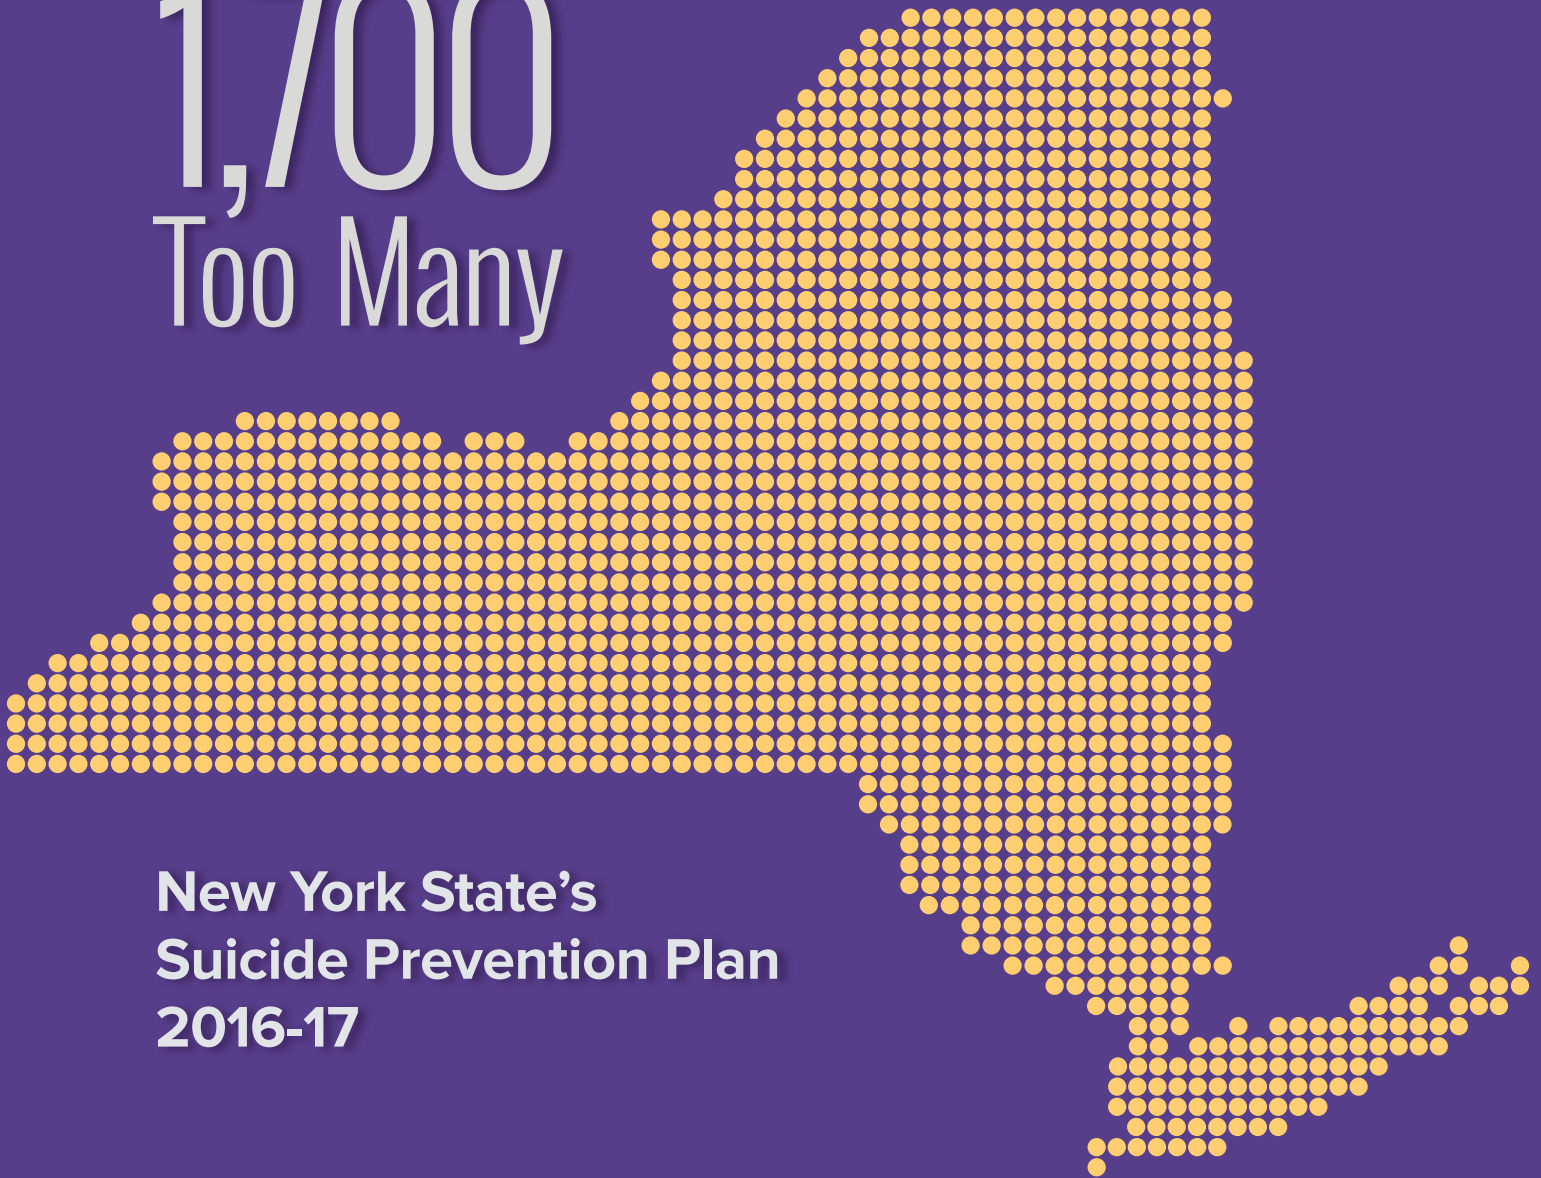 1,700
Too Many
New York State’s
Suicide Prevention Plan
2016-17